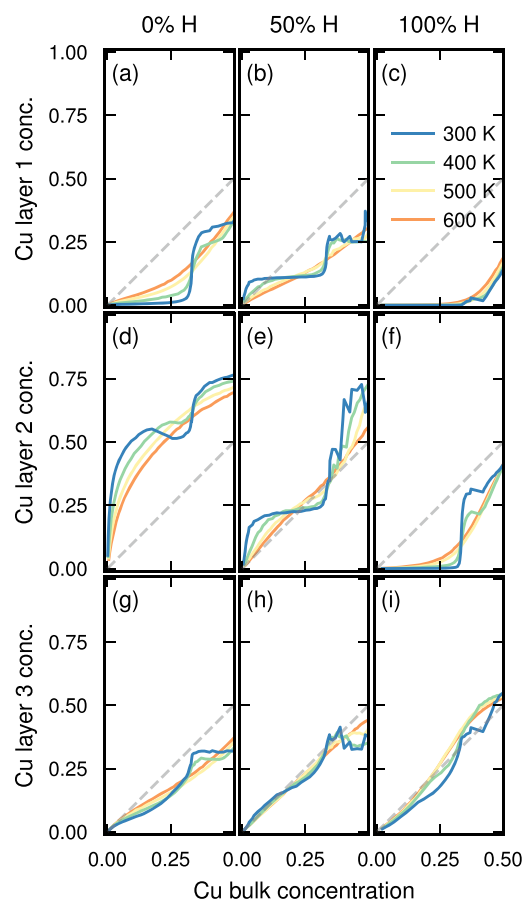 0% H 50% H 100% H
1.00 (a) (b) (c)
0.75 300 K
400 K
0.50 500 K
600 K
0.25
0.00
Cu layer 1 conc.
(d) (e) (f)
0.75
0.50
0.25
0.00
Cu layer 2 conc.
(g) (h) (i)
0.75
0.50
0.25
0.00
Cu layer 3 conc.
0.00 0.25 0.00 0.25 0.00 0.25 0.50
Cu bulk concentration